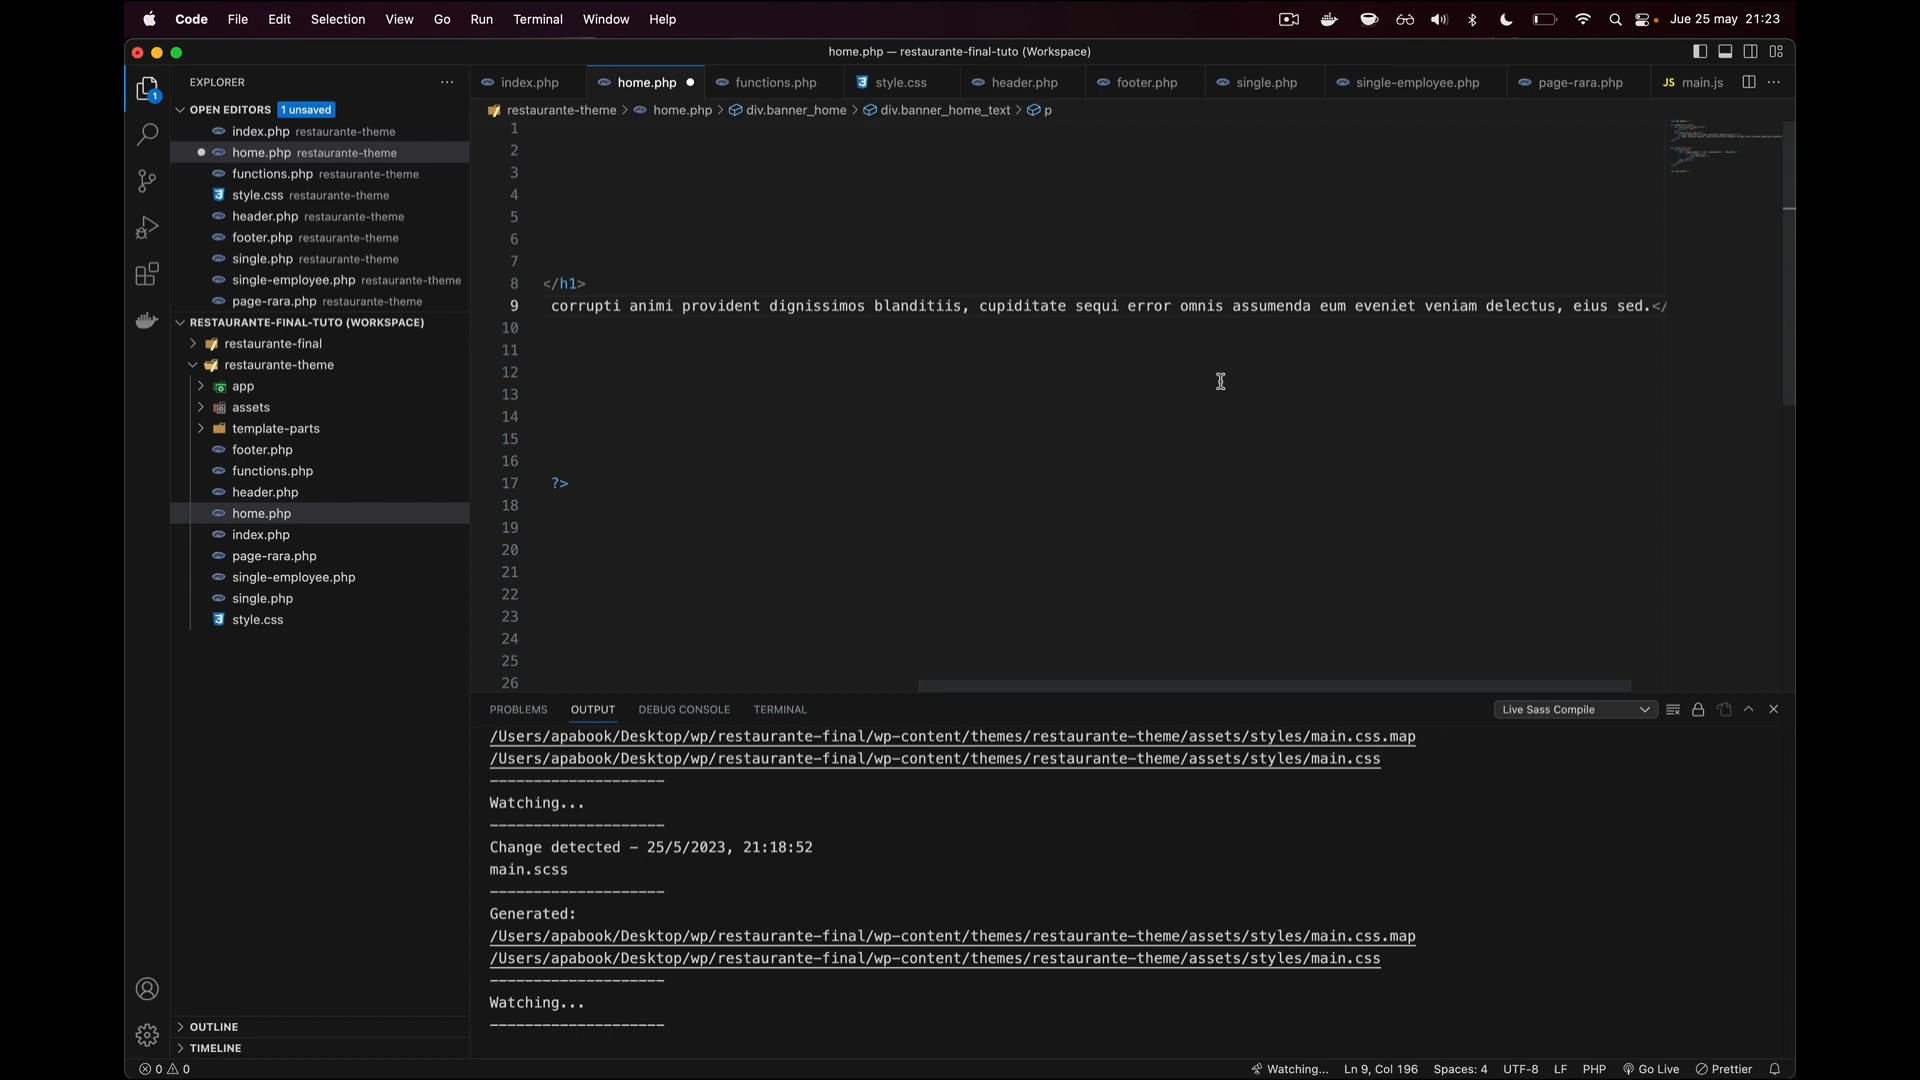 Code File Edit Selection View Go Run Terminal Window Help Jue 25 may 21:23
home.php — restaurante-final-tuto (Workspace)
EXPLORER
OPEN EDITORS 1 unsaved
index.php restaurante-theme
home.php restaurante-theme
functions.php restaurante-theme
style.css restaurante-theme
header.php restaurante-theme
footer.php restaurante-theme
single.php restaurante-theme
single-employee.php restaurante-theme
page-rara.php restaurante-theme
RESTAURANTE-FINAL-TUTO (WORKSPACE)
restaurante-final
restaurante-theme
app
assets
template-parts
footer.php
functions.php
header.php
home.php
index.php
page-rara.php
single-employee.php
single.php
style.css
OUTLINE
TIMELINE
index.php home.php functions.php style.css header.php footer.php single.php single-employee.php page-rara.php JS main.js
restaurante-theme > home.php > div.banner_home > div.banner_home_text > p
1
2
3
4
5
6
7
8 </h1>
9 corrupti animi provident dignissimos blanditiis, cupiditate sequi error omnis assumenda eum eveniet veniam delectus, eius sed.</
10
11
12
13
14
15
16
17 ?>
18
19
20
21
22
23
24
25
26
PROBLEMS OUTPUT DEBUG CONSOLE TERMINAL Live Sass Compile
/Users/apabook/Desktop/wp/restaurante-final/wp-content/themes/restaurante-theme/assets/styles/main.css.map
/Users/apabook/Desktop/wp/restaurante-final/wp-content/themes/restaurante-theme/assets/styles/main.css
--------------------
Watching...
--------------------
Change detected - 25/5/2023, 21:18:52
main.scss
--------------------
Generated:
/Users/apabook/Desktop/wp/restaurante-final/wp-content/themes/restaurante-theme/assets/styles/main.css.map
/Users/apabook/Desktop/wp/restaurante-final/wp-content/themes/restaurante-theme/assets/styles/main.css
--------------------
Watching...
--------------------
0 0 Watching... Ln 9, Col 196 Spaces: 4 UTF-8 LF PHP Go Live Prettier